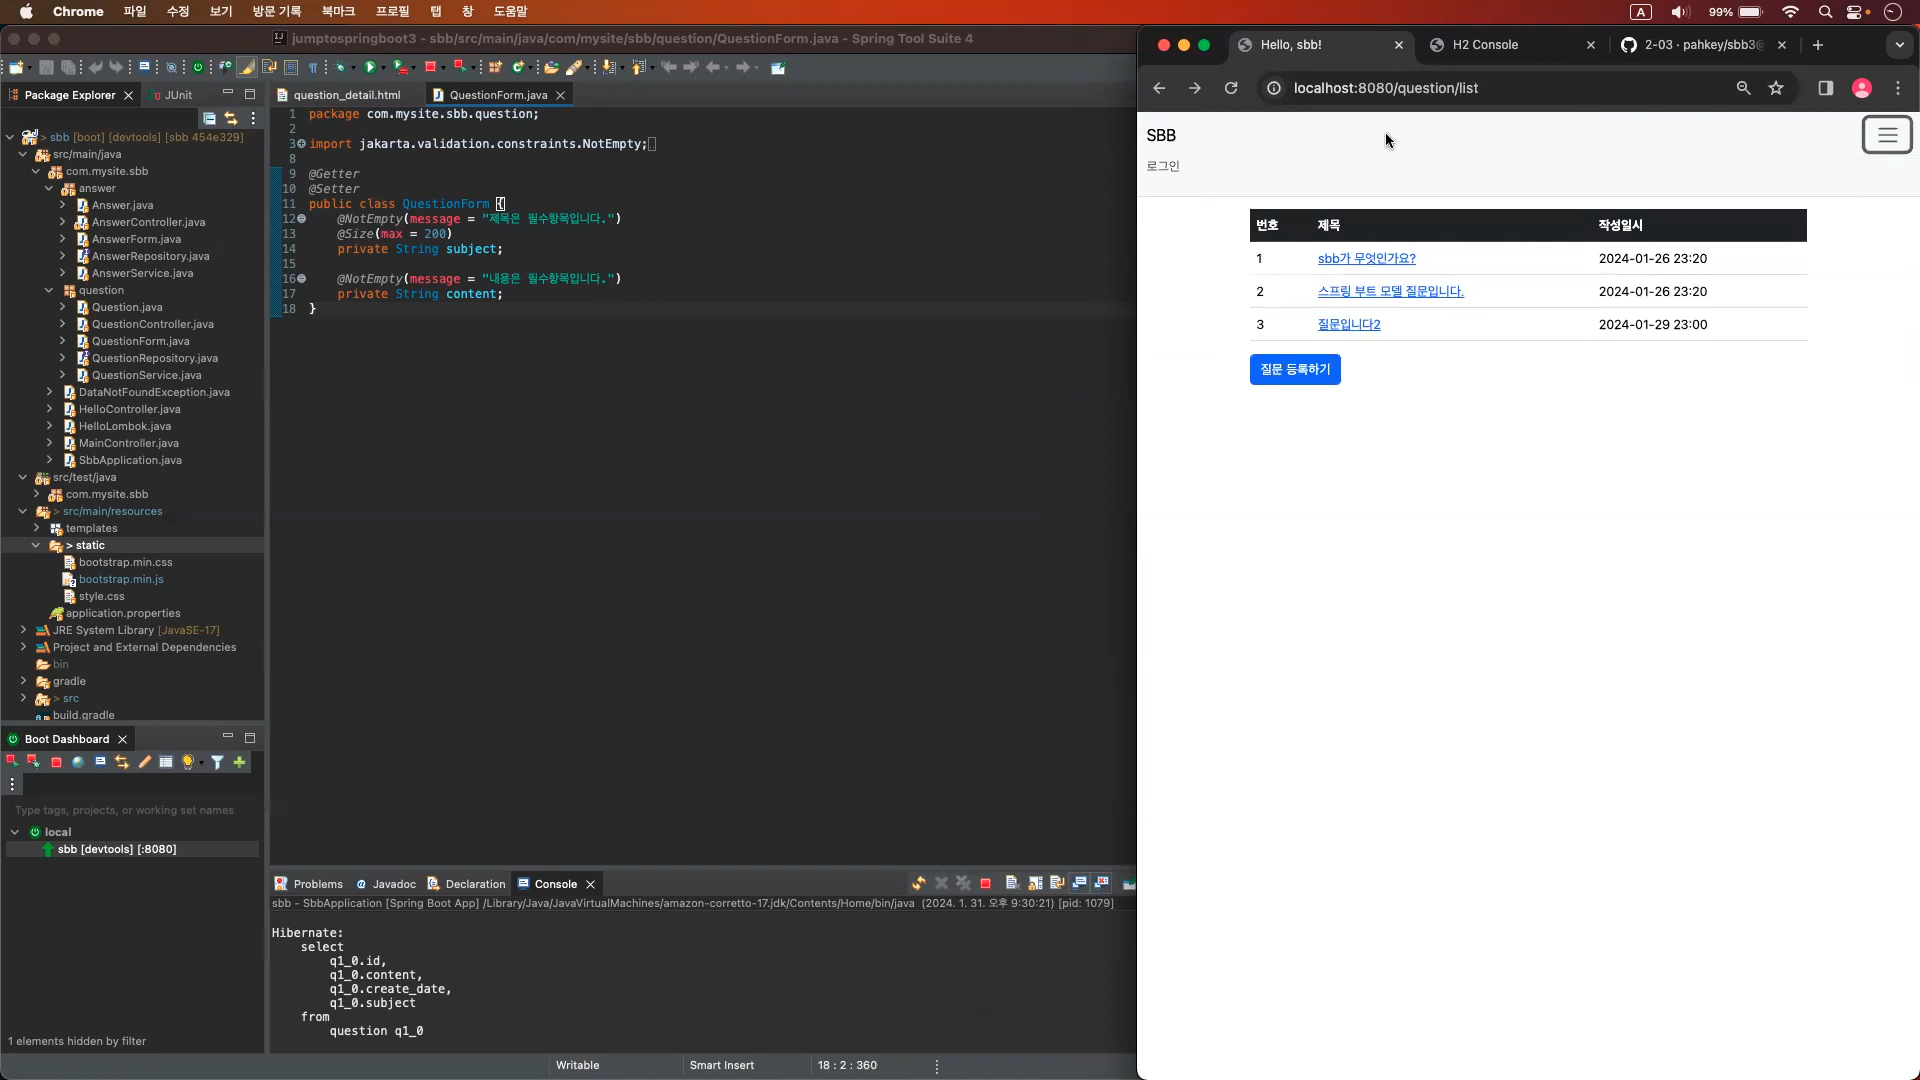 Chrome 파일 수정 보기 방문 기록 북마크 프로필 탭 창 도움말 A 99%
jumptospringboot3 - sbb/src/main/java/com/mysite/sbb/question/QuestionForm.java - Spring Tool Suite 4
Package Explorer JUnit
sbb [boot] [devtools] [sbb 454e329]
src/main/java
com.mysite.sbb
answer
Answer.java
AnswerController.java
AnswerForm.java
AnswerRepository.java
AnswerService.java
question
Question.java
QuestionController.java
QuestionForm.java
QuestionRepository.java
QuestionService.java
DataNotFoundException.java
HelloController.java
HelloLombok.java
MainController.java
SbbApplication.java
src/test/java
com.mysite.sbb
> src/main/resources
templates
> static
bootstrap.min.css
bootstrap.min.js
style.css
application.properties
JRE System Library [JavaSE-17]
Project and External Dependencies
bin
gradle
> src
build.gradle
Boot Dashboard
Type tags, projects, or working set names
local
sbb [devtools] [:8080]
1 elements hidden by filter
question_detail.html QuestionForm.java
1 package com.mysite.sbb.question;
2
3 import jakarta.validation.constraints.NotEmpty;
8
9 @Getter
10 @Setter
11 public class QuestionForm {
12 @NotEmpty(message = "제목은 필수항목입니다.")
13 @Size(max = 200)
14 private String subject;
15
16 @NotEmpty(message = "내용은 필수항목입니다.")
17 private String content;
18 }
Problems Javadoc Declaration Console
sbb - SbbApplication [Spring Boot App] /Library/Java/JavaVirtualMachines/amazon-corretto-17.jdk/Contents/Home/bin/java (2024. 1. 31. 오후 9:30:21) [pid: 1079]
Hibernate:
select
q1_0.id,
q1_0.content,
q1_0.create_date,
q1_0.subject
from
question q1_0
Writable Smart Insert 18 : 2 : 360
Hello, sbb! H2 Console 2-03 · pahkey/sbb3@
localhost:8080/question/list
SBB
로그인
번호 제목 작성일시
1 sbb가 무엇인가요? 2024-01-26 23:20
2 스프링 부트 모델 질문입니다. 2024-01-26 23:20
3 질문입니다2 2024-01-29 23:00
질문 등록하기